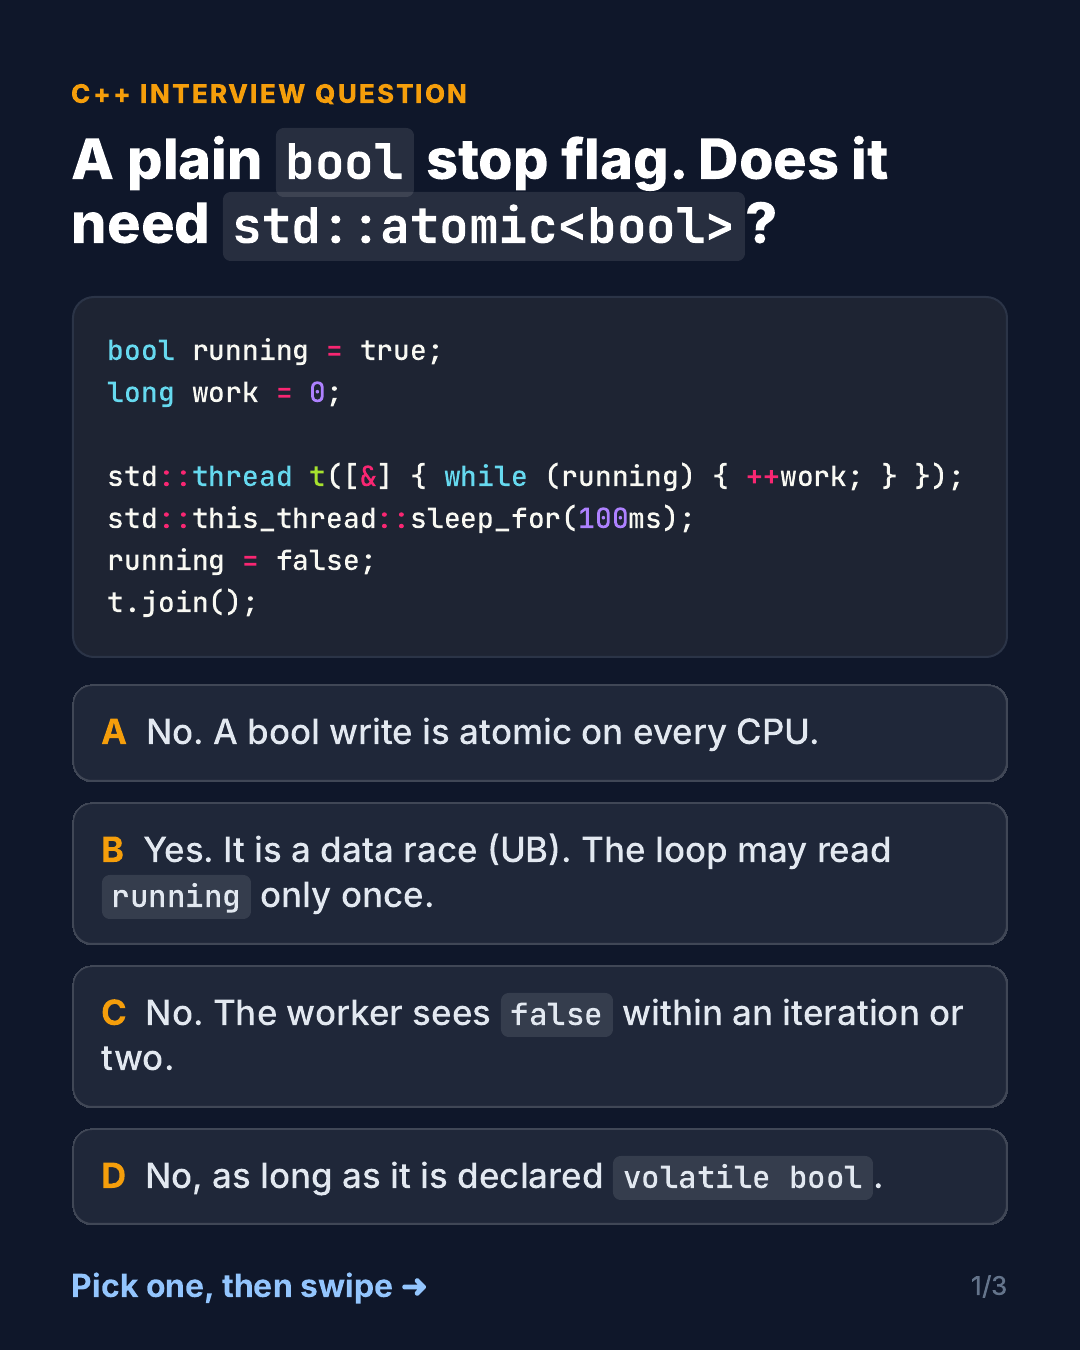 C++ INTERVIEW QUESTION
A plain bool stop flag. Does it
need std::atomic<bool>?
bool running = true;
long work = 0;
std::thread t([&] { while (running) { ++work; } });
std::this_thread::sleep_for(100ms);
running = false;
t.join();
A No. A bool write is atomic on every CPU.
B Yes. It is a data race (UB). The loop may read
running only once.
C No. The worker sees false within an iteration or
two.
D No, as long as it is declared volatile bool.
Pick one, then swipe ➜
1/3